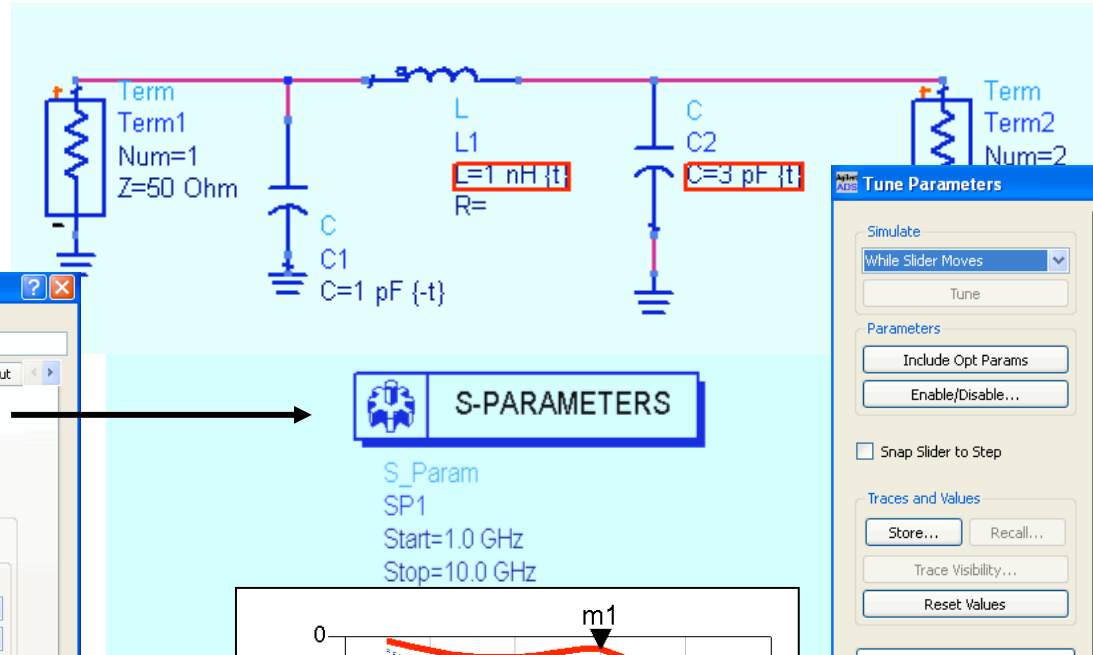 Term
Term1
Num=1
Z=50 Ohm
L
L1
L=1 nH {t}
R=
C
C2
C=3 pF {t}
Term
Term2
Num=2
C
C1
C=1 pF {-t}
ut
S-PARAMETERS
S_Param
SP1
Start=1.0 GHz
Stop=10.0 GHz
m1
0
Agilent ADS Tune Parameters
Simulate
While Slider Moves
Tune
Parameters
Include Opt Params
Enable/Disable...
Snap Slider to Step
Traces and Values
Store...
Recall...
Trace Visibility...
Reset Values